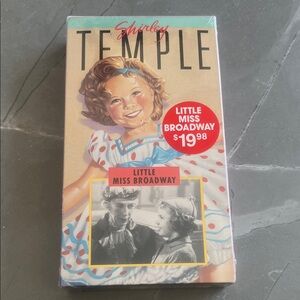 Shirley
TEMPLE
LITTLE
MISS
BROADWAY
$19.98
LITTLE
MISS BROADWAY